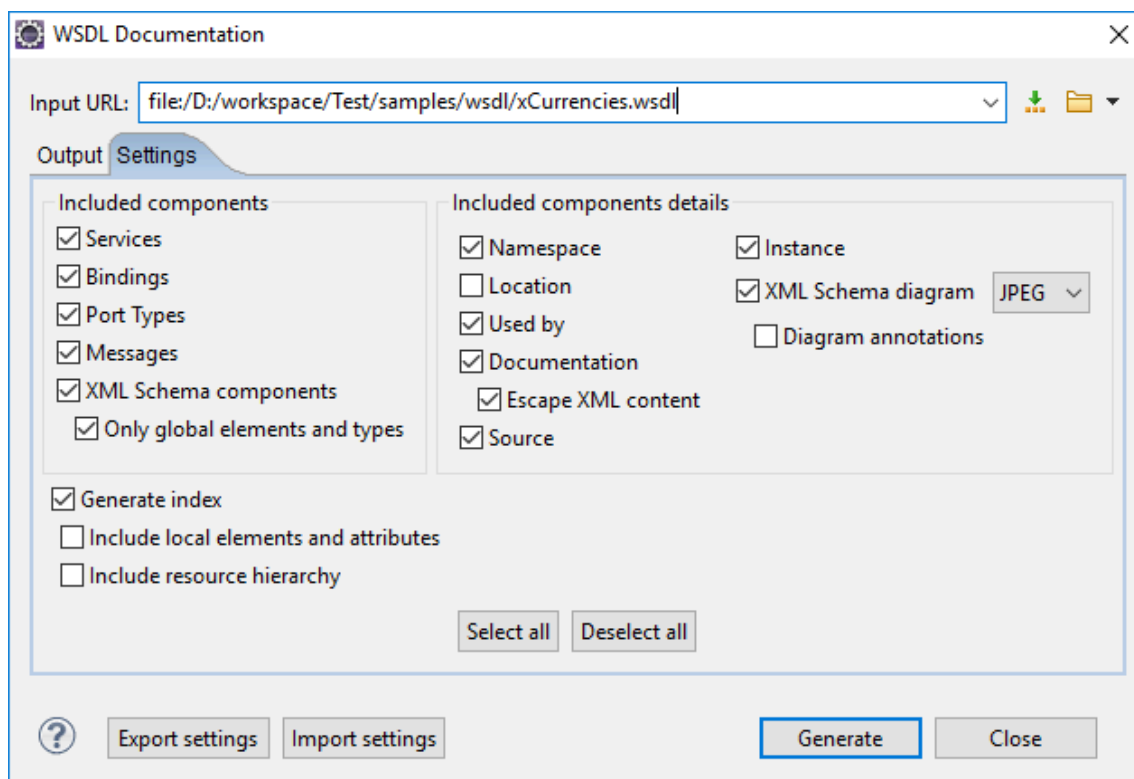 WSDL Documentation
Input URL: file:/D:/workspace/Test/samples/wsdl/xCurrencies.wsdl
Output Settings
Included components
Services
Bindings
Port Types
Messages
XML Schema components
Only global elements and types
Included components details
Namespace
Location
Used by
Documentation
Escape XML content
Source
Instance
XML Schema diagram JPEG
Diagram annotations
Generate index
Include local elements and attributes
Include resource hierarchy
Select all Deselect all
? Export settings Import settings Generate Close